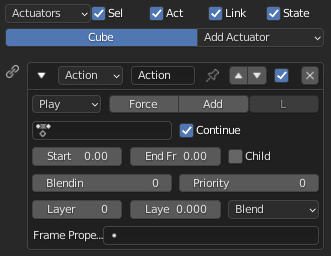 Actuators Sel Act Link State
Cube Add Actuator
Action Action
Play Force Add L
Continue
Start 0.00 End Fr 0.00 Child
Blendin 0 Priority 0
Layer 0 Laye 0.000 Blend
Frame Prope...